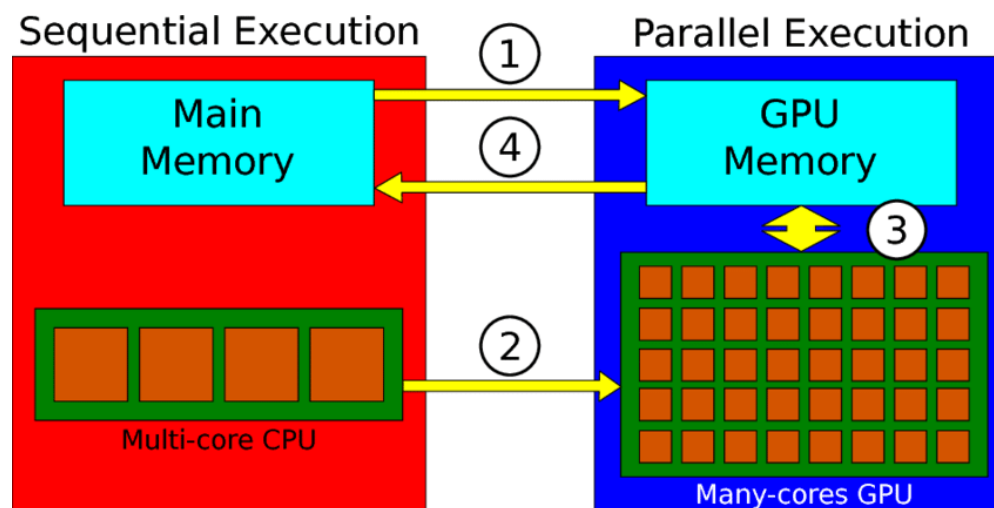 Sequential Execution
Parallel Execution
1
Main
Memory
GPU
Memory
4
3
2
Multi-core CPU
Many-cores GPU